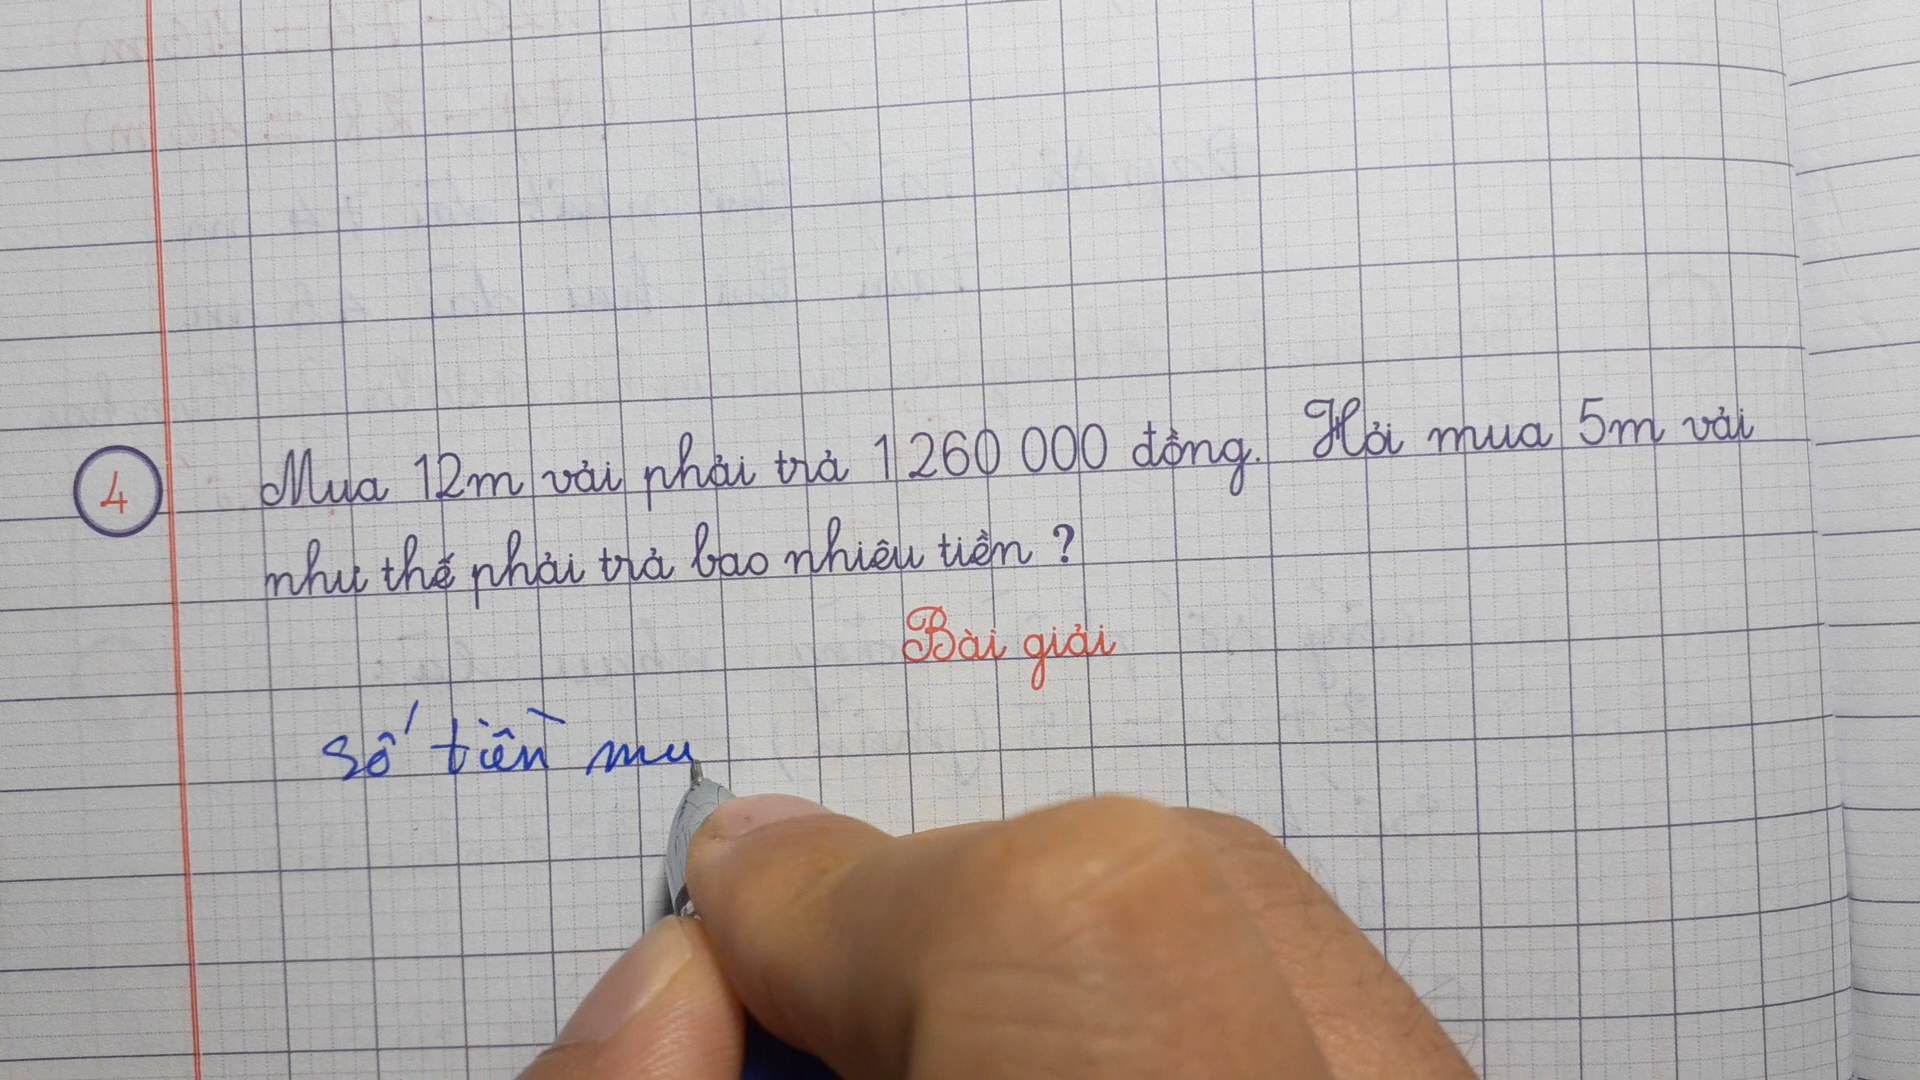 4 Mua 12m vải phải trả 1 260 000 đồng. Hỏi mua 5m vải
như thế phải trả bao nhiêu tiền ?
Bài giải
Số tiền mu